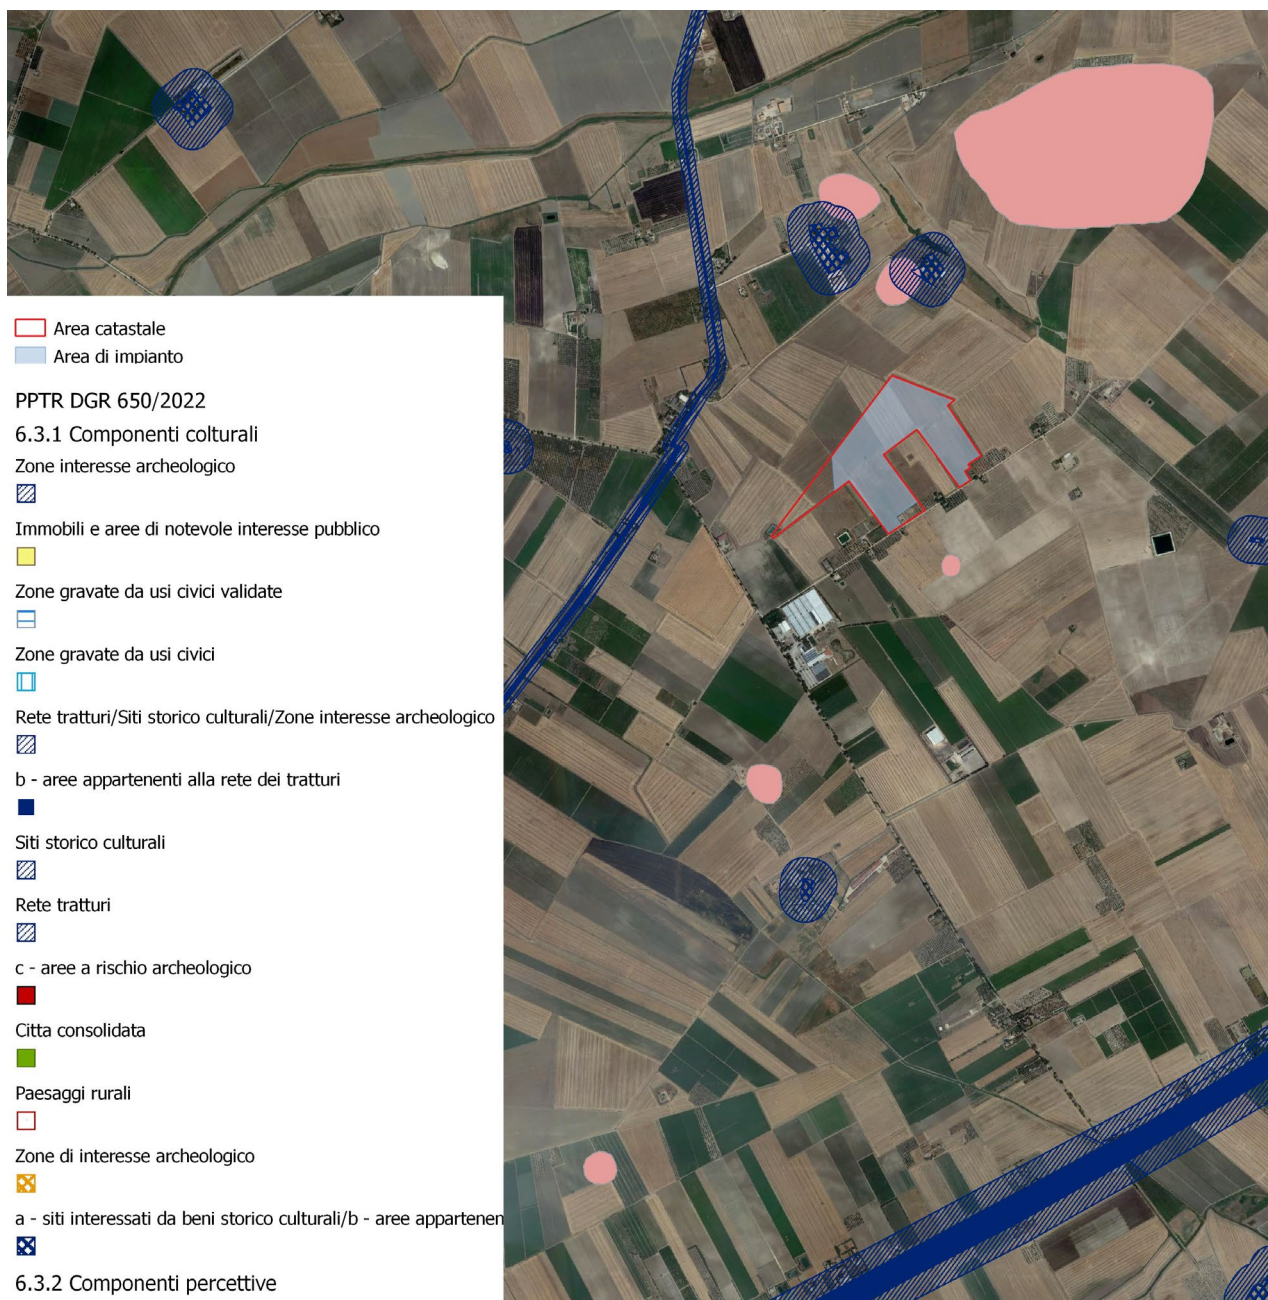 Area catastale
Area di impianto
PPTR DGR 650/2022
6.3.1 Componenti colturali
Zone interesse archeologico
Immobili e aree di notevole interesse pubblico
Zone gravate da usi civici validate
Zone gravate da usi civici
Rete tratturi/Siti storico culturali/Zone interesse archeologico
b - aree appartenenti alla rete dei tratturi
Siti storico culturali
Rete tratturi
c - aree a rischio archeologico
Citta consolidata
Paesaggi rurali
Zone di interesse archeologico
a - siti interessati da beni storico culturali/b - aree appartenen
6.3.2 Componenti percettive